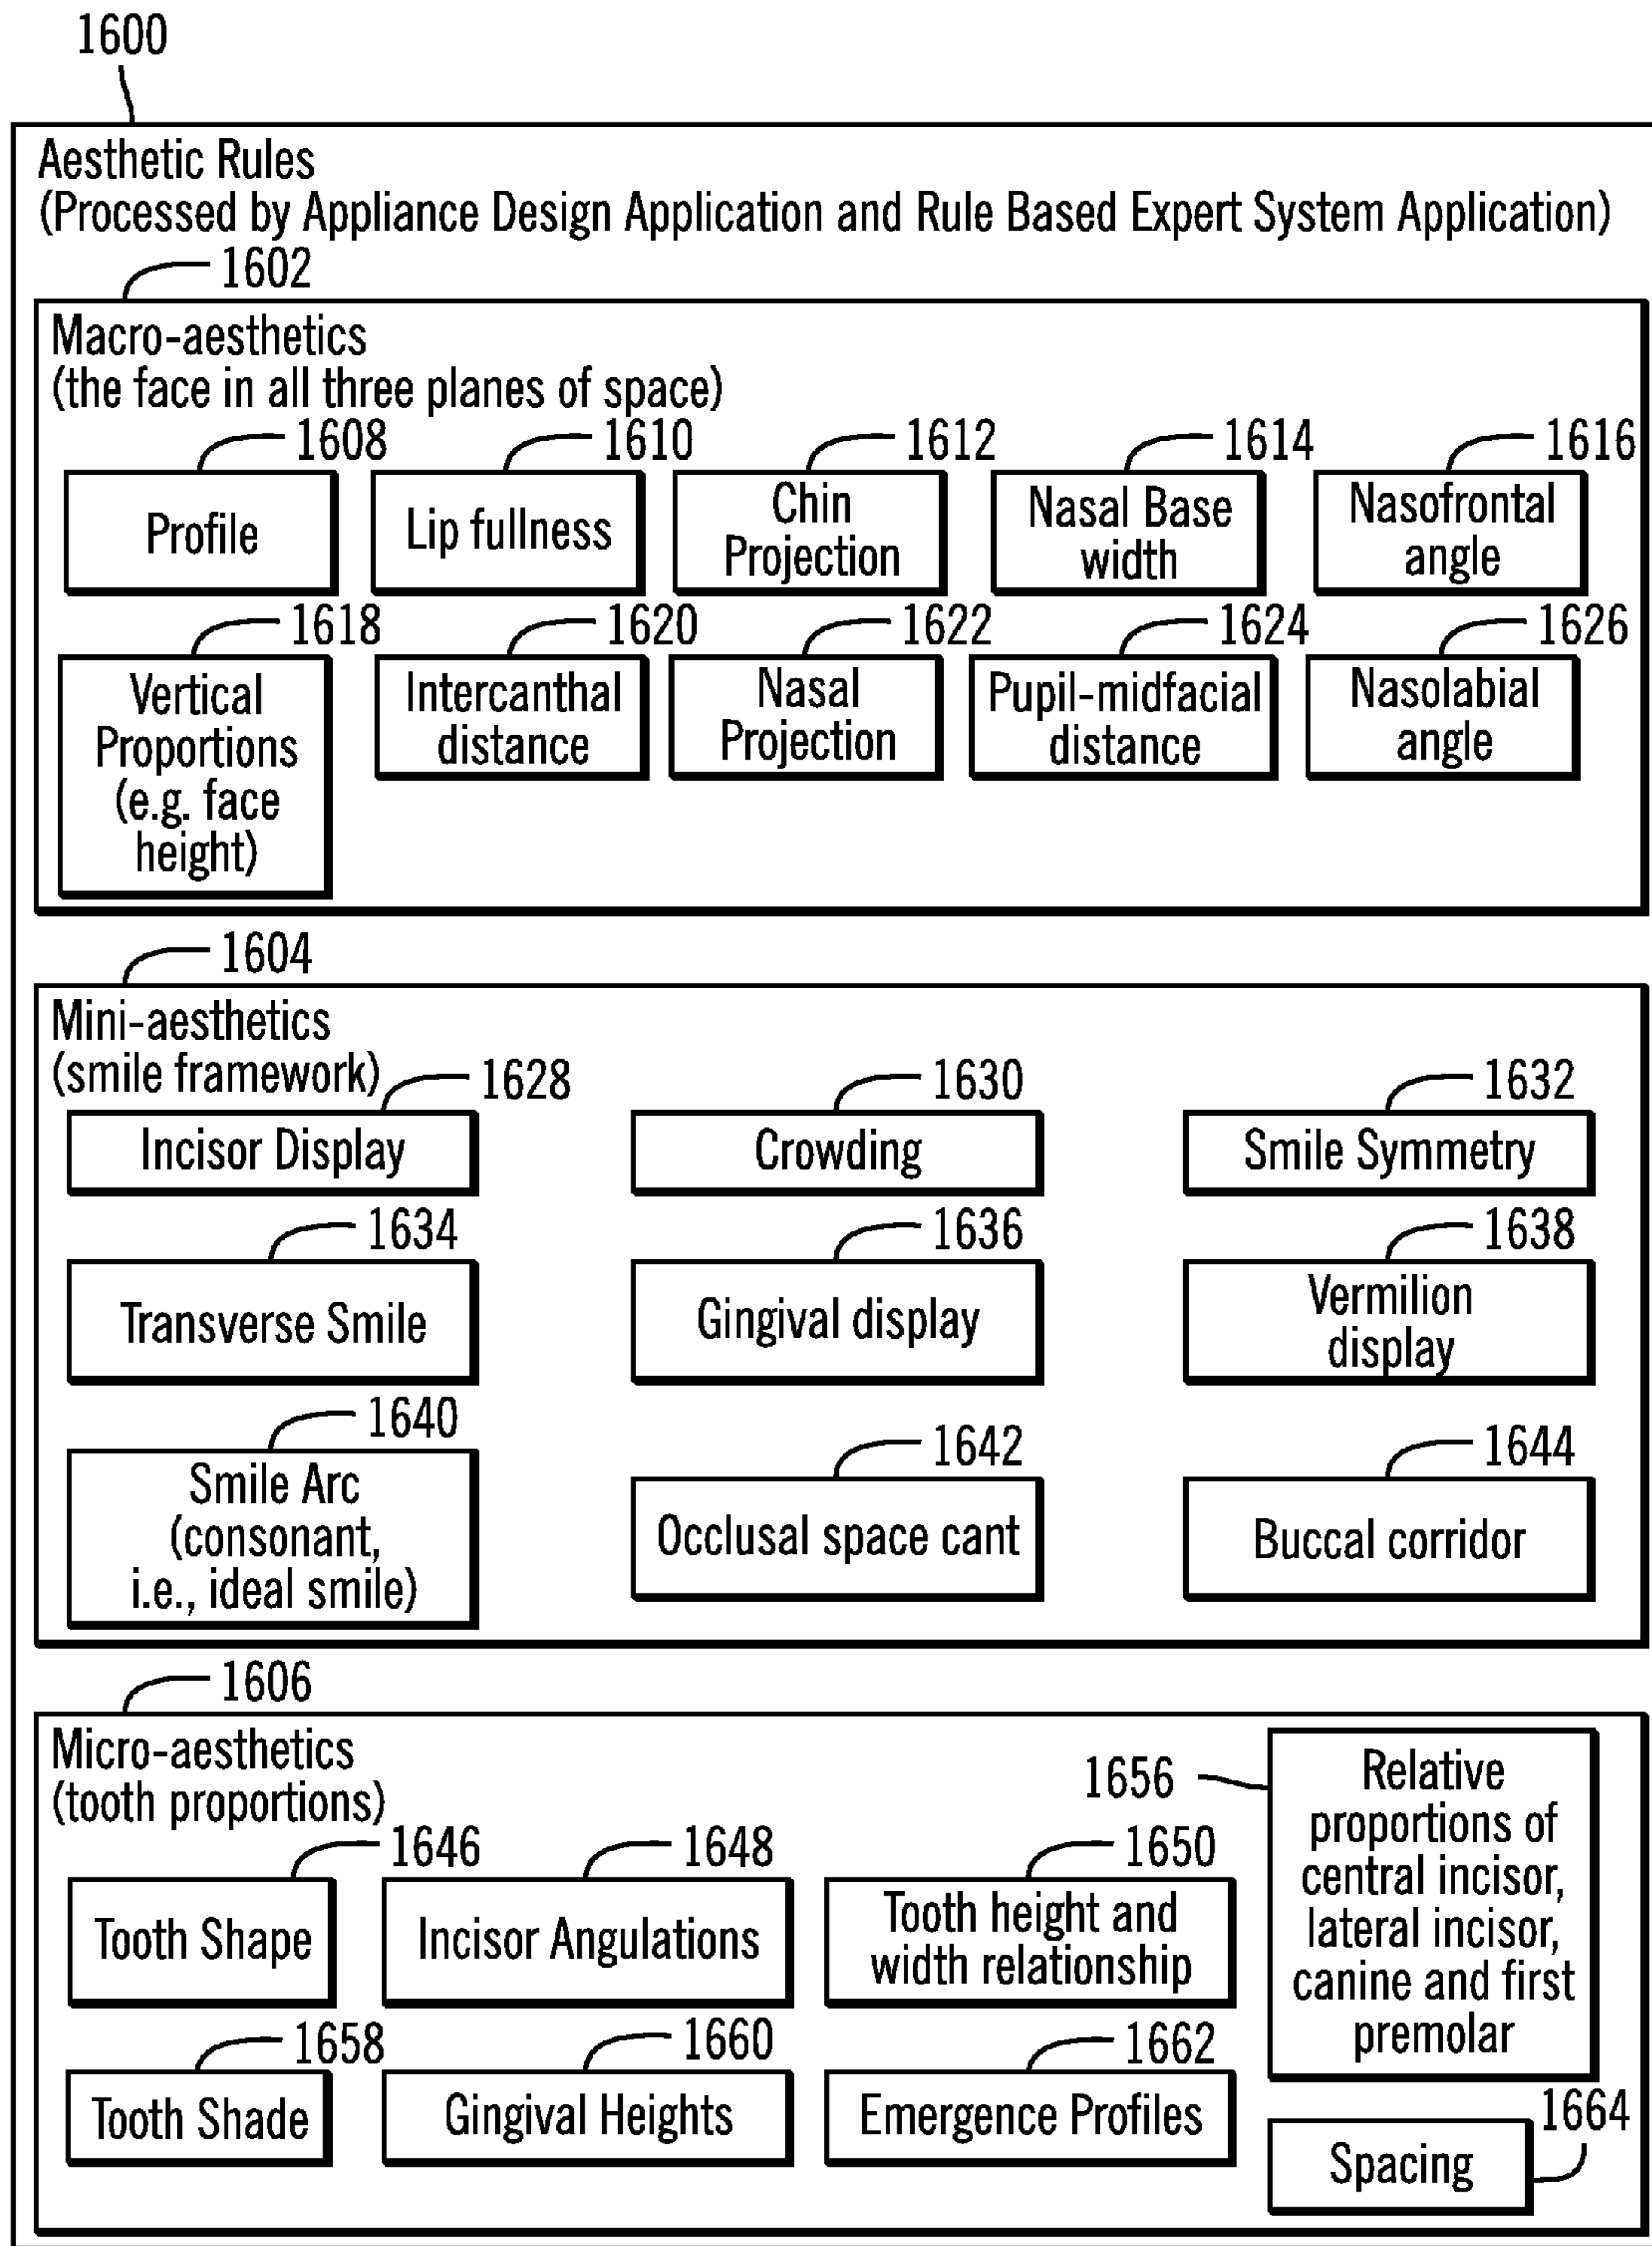 1600
Aesthetic Rules
(Processed by Appliance Design Application and Rule Based Expert System Application)
1602
Macro-aesthetics
(the face in all three planes of space)
1608
Profile
1610
Lip fullness
1612
Chin
Projection
1614
Nasal Base
width
1616
Nasofrontal
angle
1618
Vertical
Proportions
(e.g. face
height)
1620
Intercanthal
distance
1622
Nasal
Projection
1624
Pupil-midfacial
distance
1626
Nasolabial
angle
1604
Mini-aesthetics
(smile framework)
1628
Incisor Display
1630
Crowding
1632
Smile Symmetry
1634
Transverse Smile
1636
Gingival display
1638
Vermilion
display
1640
Smile Arc
(consonant,
i.e., ideal smile)
1642
Occlusal space cant
1644
Buccal corridor
1606
Micro-aesthetics
(tooth proportions)
1646
Tooth Shape
1648
Incisor Angulations
1650
Tooth height and
width relationship
1656
Relative
proportions of
central incisor,
lateral incisor,
canine and first
premolar
1658
Tooth Shade
1660
Gingival Heights
1662
Emergence Profiles
1664
Spacing